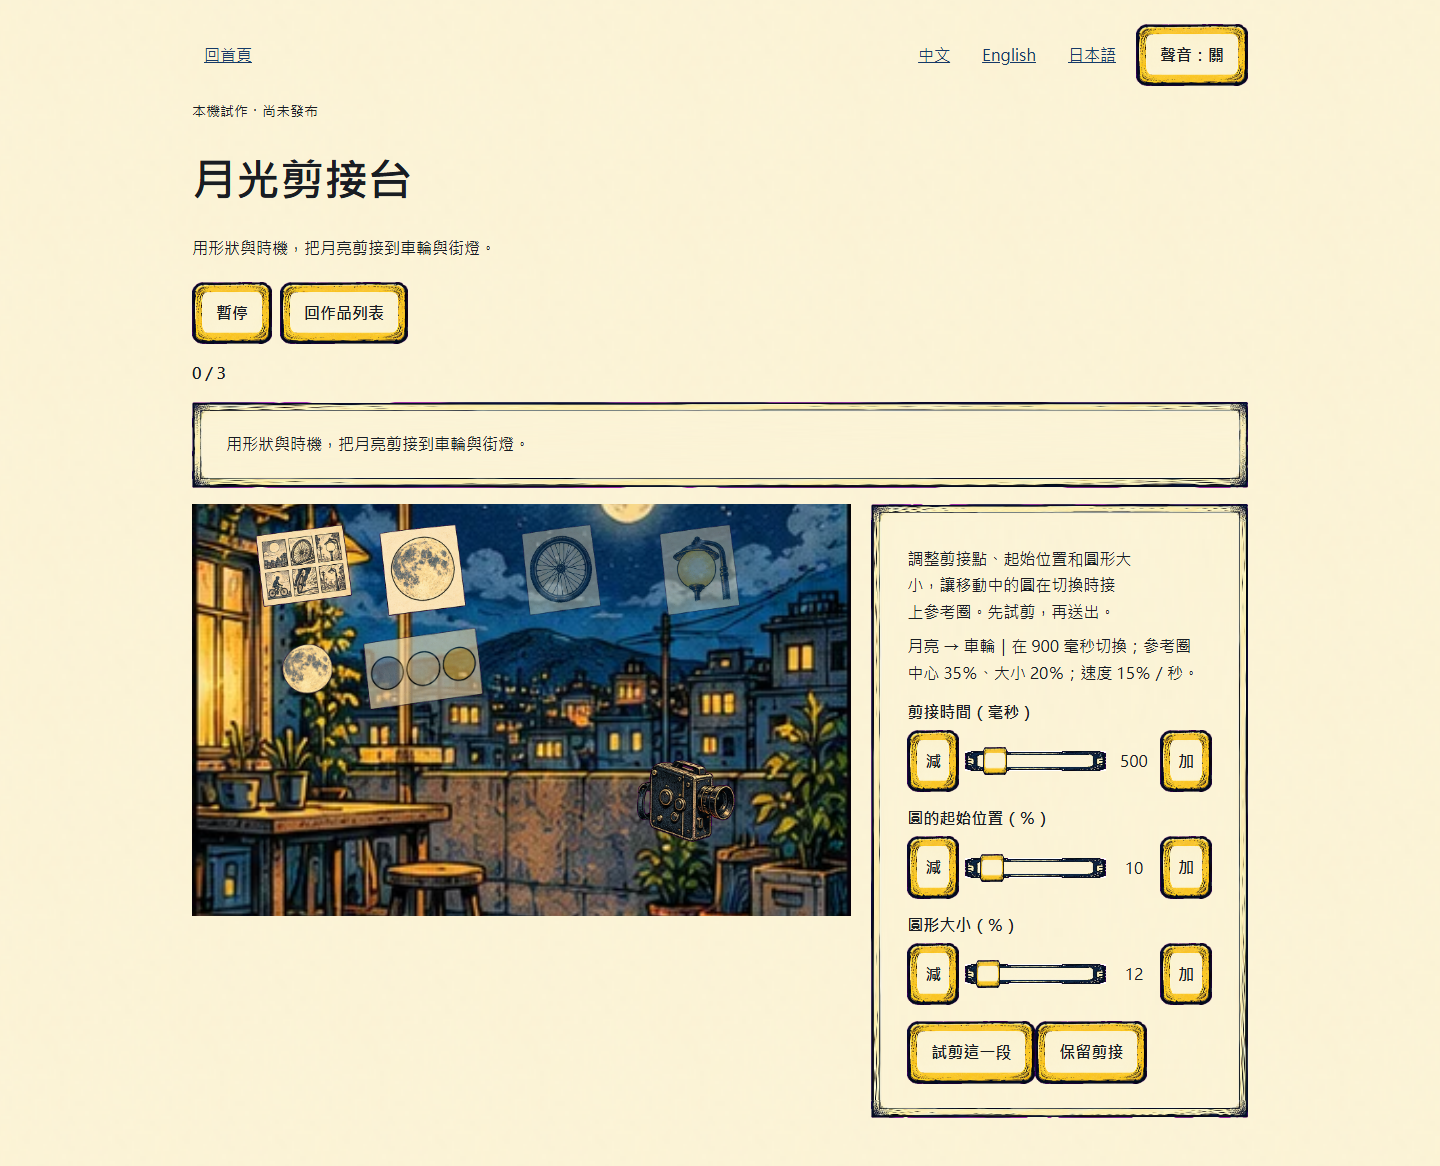 回首頁
中文 English 日本語 聲音：關
本機試作・尚未發布
月光剪接台
用形狀與時機，把月亮剪接到車輪與街燈。
暫停 回作品列表
0 / 3
用形狀與時機，把月亮剪接到車輪與街燈。
調整剪接點、起始位置和圓形大
小，讓移動中的圓在切換時接
上參考圈。先試剪，再送出。
月亮 → 車輪 | 在 900 毫秒切換；參考圈
中心 35%、大小 20%；速度 15% / 秒。
剪接時間（毫秒）
減 500 加
圓的起始位置（%）
減 10 加
圓形大小（%）
減 12 加
試剪這一段 保留剪接